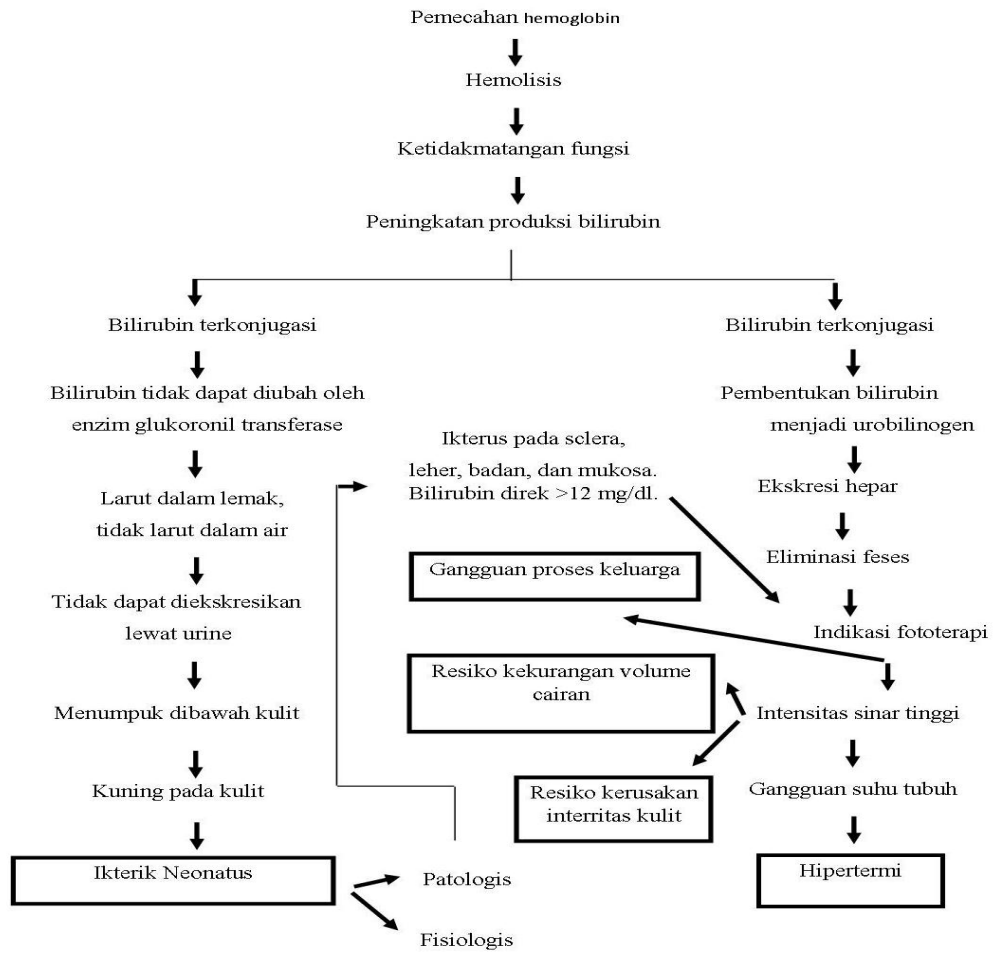 Pemecahan hemoglobin
Hemolisis
Ketidakmatangan fungsi
Peningkatan produksi bilirubin
Bilirubin terkonjugasi
Bilirubin tidak dapat diubah oleh
enzim glukoronil transferase
Larut dalam lemak,
tidak larut dalam air
Tidak dapat diekskresikan
lewat urine
Menumpuk dibawah kulit
Kuning pada kulit
Ikterik Neonatus
Patologis
Fisiologis
Ikterus pada sclera,
leher, badan, dan mukosa.
Bilirubin direk >12 mg/dl.
Gangguan proses keluarga
Resiko kekurangan volume
cairan
Resiko kerusakan
interritas kulit
Bilirubin terkonjugasi
Pembentukan bilirubin
menjadi urobilinogen
Ekskresi hepar
Eliminasi feses
Indikasi fototerapi
Intensitas sinar tinggi
Gangguan suhu tubuh
Hipertermi